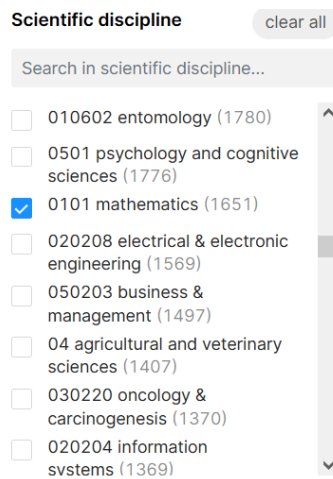 Scientific discipline
clear all
Search in scientific discipline...
010602 entomology (1780)
0501 psychology and cognitive
sciences (1776)
0101 mathematics (1651)
020208 electrical & electronic
engineering (1569)
050203 business &
management (1497)
04 agricultural and veterinary
sciences (1407)
030220 oncology &
carcinogenesis (1370)
020204 information
systems (1369)